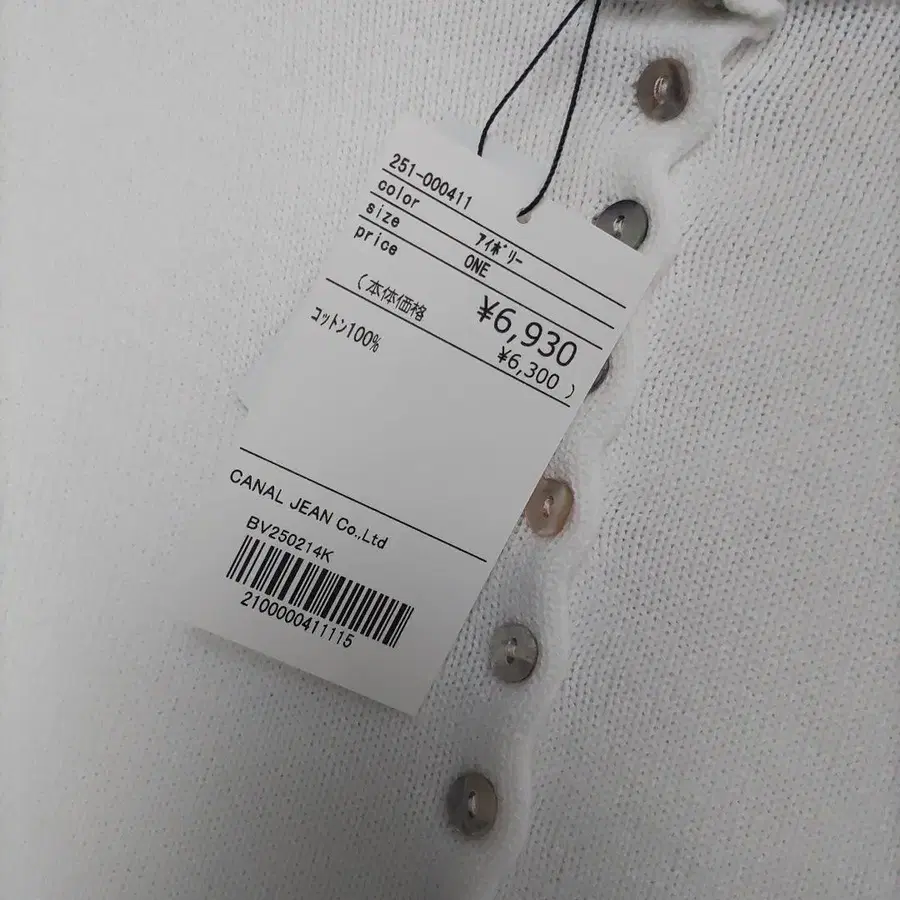 251-000411
color ｱｲﾎﾞﾘｰ
size ONE
price ¥6,930
(本体価格 ¥6,300 )
ｺｯﾄﾝ100%
CANAL JEAN Co.,Ltd
BV250214K
2100000411115